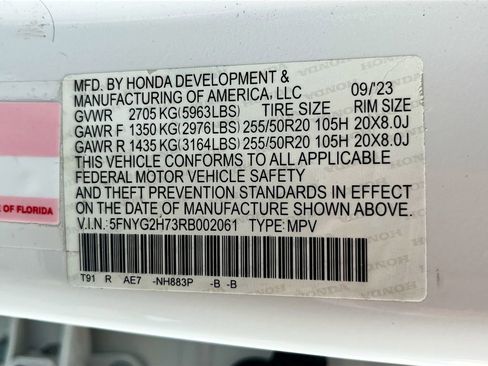 MFD. BY HONDA DEVELOPMENT &
MANUFACTURING OF AMERICA, LLC 09/'23
GVWR 2705 KG(5963LBS) TIRE SIZE RIM SIZE
GAWR F 1350 KG(2976LBS) 255/50R20 105H 20X8.0J
GAWR R 1435 KG(3164LBS) 255/50R20 105H 20X8.0J
THIS VEHICLE CONFORMS TO ALL APPLICABLE
FEDERAL MOTOR VEHICLE SAFETY
AND THEFT PREVENTION STANDARDS IN EFFECT
ON THE DATE OF MANUFACTURE SHOWN ABOVE.
V.I.N: 5FNYG2H73RB002061 TYPE: MPV
T91 R AE7 -NH883P -B -B
E OF FLORIDA